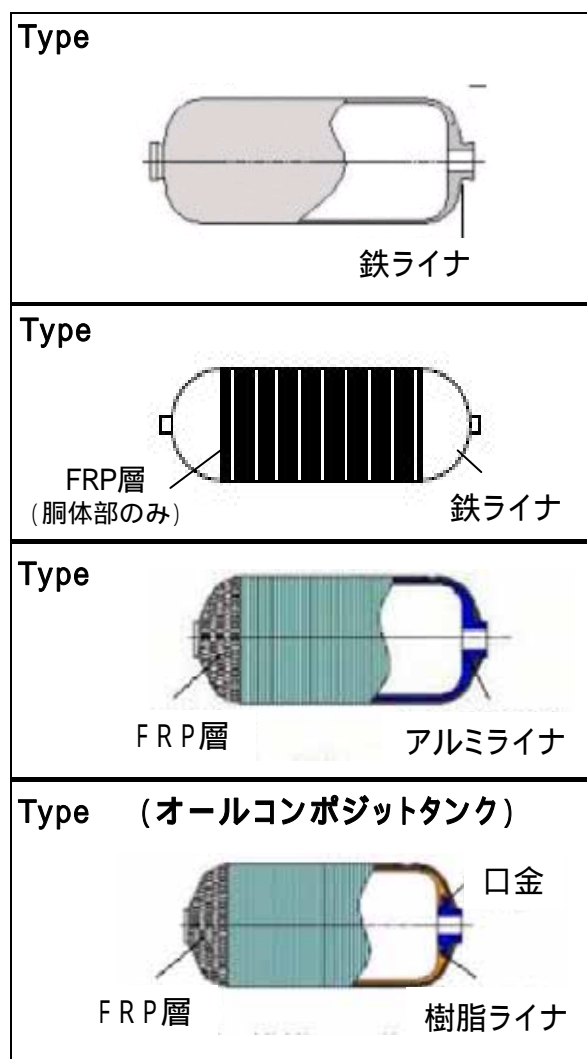 Type
鉄ライナ
Type
FRP層
(胴体部のみ)
鉄ライナ
Type
FRP層
アルミライナ
Type (オールコンポジットタンク)
口金
FRP層
樹脂ライナ